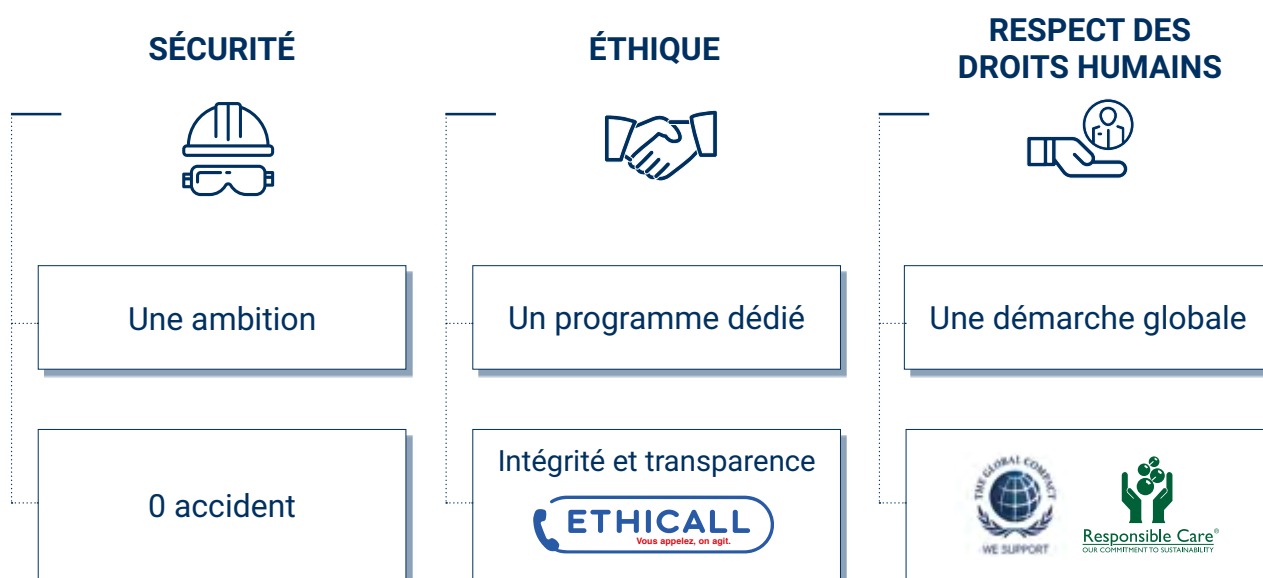 SÉCURITÉ
Une ambition
0 accident
ÉTHIQUE
Un programme dédié
Intégrité et transparence
ETHICALL
Vous appelez, on agit.
RESPECT DES
DROITS HUMAINS
Une démarche globale
THE GLOBAL COMPACT
WE SUPPORT
Responsible Care®
OUR COMMITMENT TO SUSTAINABILITY